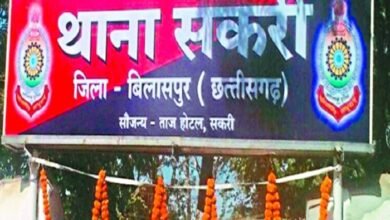 थाना सकरी
जिला - बिलासपुर ( छत्तीसगढ़ )
सौजन्य - ताज होटल, सकरी